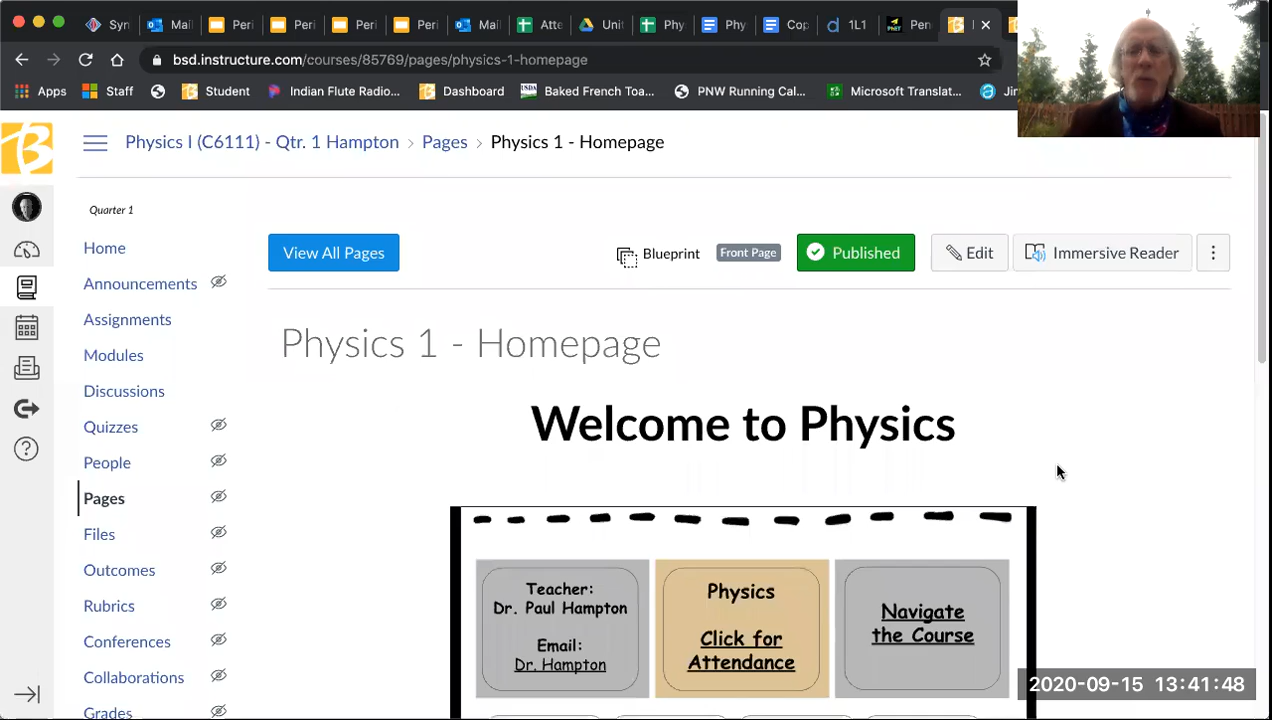 Syn
Mail
Peri
Peri
Peri
Peri
Mail
Atte
Unit
Phy
Phy
Cop
1L1
Pen
bsd.instructure.com/courses/85769/pages/physics-1-homepage
Apps
Staff
Student
Indian Flute Radio...
Dashboard
Baked French Toa...
PNW Running Cal...
Microsoft Translat...
Physics I (C6111) - Qtr. 1 Hampton › Pages › Physics 1 - Homepage
Quarter 1
Home
Announcements
Assignments
Modules
Discussions
Quizzes
People
Pages
Files
Outcomes
Rubrics
Conferences
Collaborations
Grades
View All Pages
Blueprint
Front Page
Published
Edit
Immersive Reader
Physics 1 - Homepage
Welcome to Physics
Teacher:
Dr. Paul Hampton
Email:
Dr. Hampton
Physics
Click for
Attendance
Navigate
the Course
2020-09-15 13:41:48